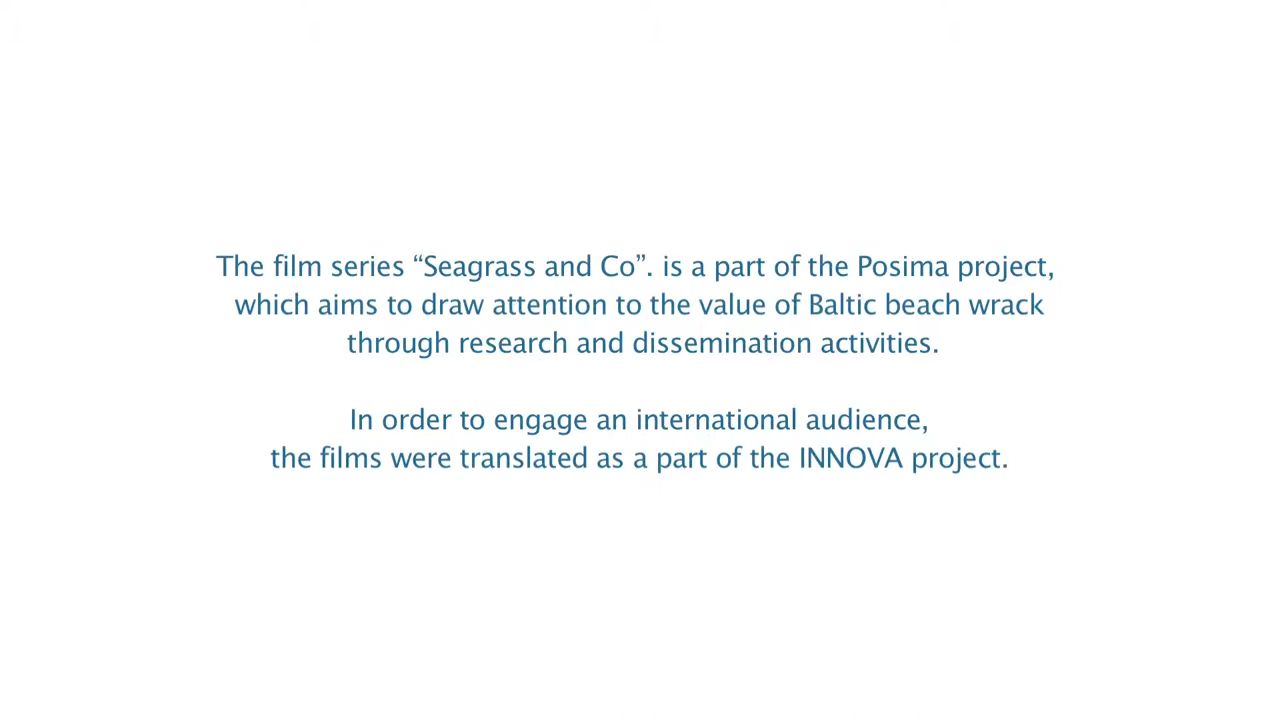 The film series “Seagrass and Co”. is a part of the Posima project,
which aims to draw attention to the value of Baltic beach wrack
through research and dissemination activities.
In order to engage an international audience,
the films were translated as a part of the INNOVA project.